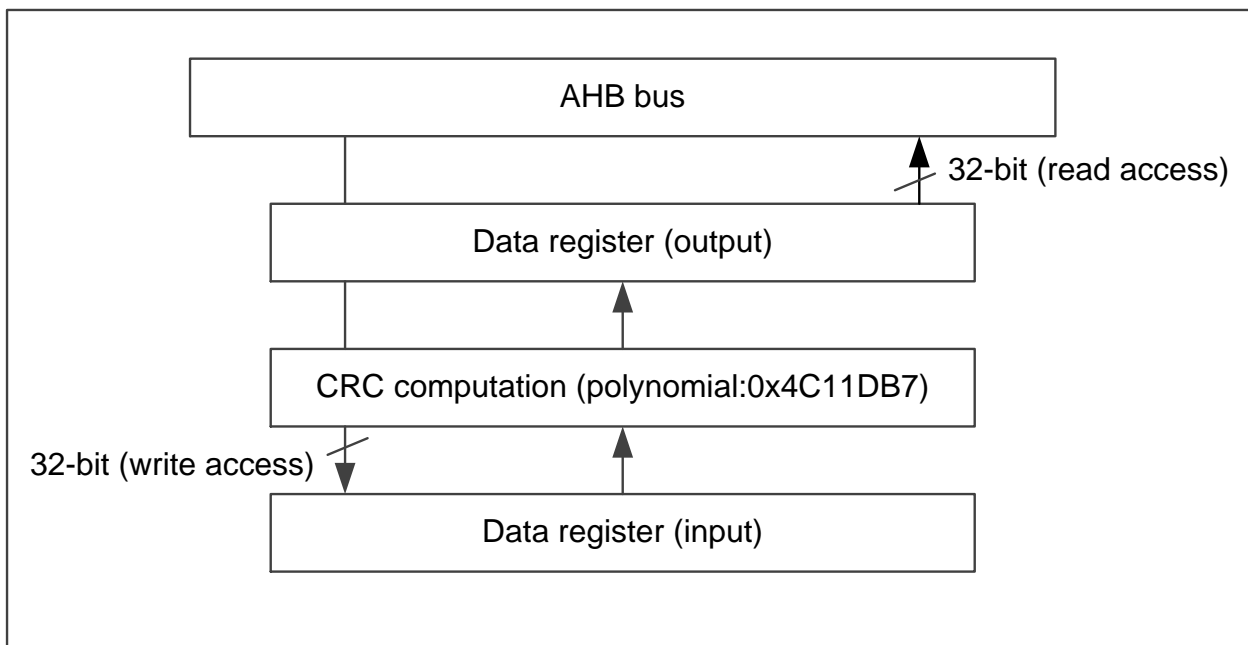 AHB bus
32-bit (read access)
Data register (output)
CRC computation (polynomial:0x4C11DB7)
32-bit (write access)
Data register (input)